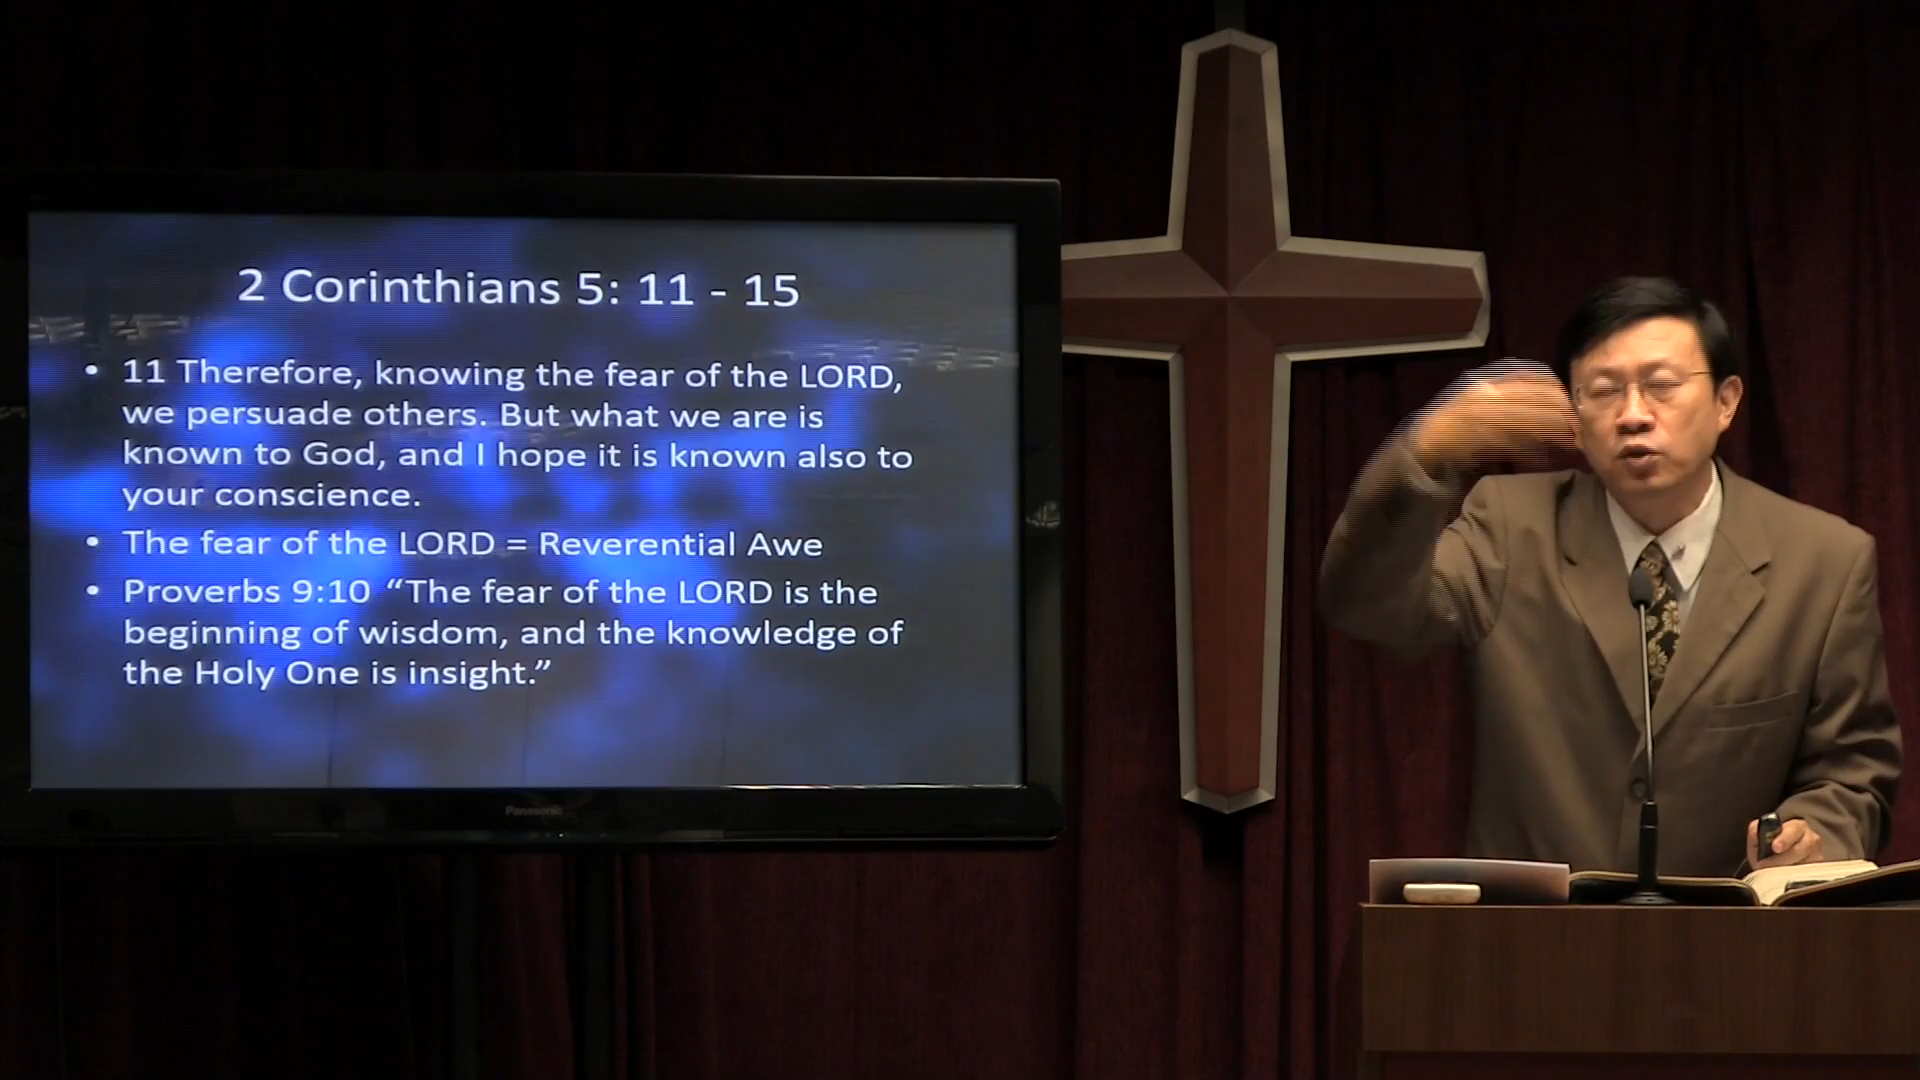 2 Corinthians 5: 11 - 15
• 11 Therefore, knowing the fear of the LORD,
we persuade others. But what we are is
known to God, and I hope it is known also to
your conscience.
• The fear of the LORD = Reverential Awe
• Proverbs 9:10 “The fear of the LORD is the
beginning of wisdom, and the knowledge of
the Holy One is insight.”
Panasonic